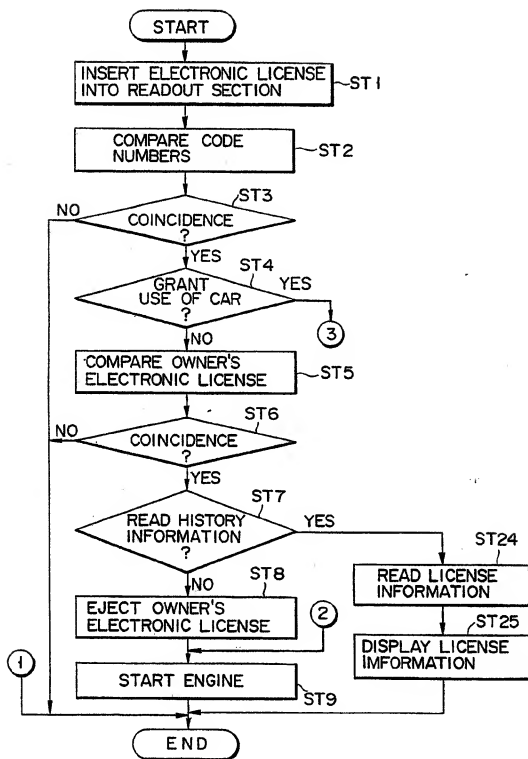 START
INSERT ELECTRONIC LICENSE
INTO READOUT SECTION
ST1
COMPARE CODE
NUMBERS
ST2
ST3
NO
COINCIDENCE
?
YES
ST4
GRANT
USE OF CAR
?
YES
3
NO
COMPARE OWNER'S
ELECTRONIC LICENSE
ST5
ST6
NO
COINCIDENCE
?
YES
ST7
READ HISTORY
INFORMATION
?
YES
ST24
READ LICENSE
INFORMATION
NO
ST8
EJECT OWNER'S
ELECTRONIC LICENSE
2
ST25
DISPLAY LICENSE
IMFORMATION
1
START ENGINE
ST9
END